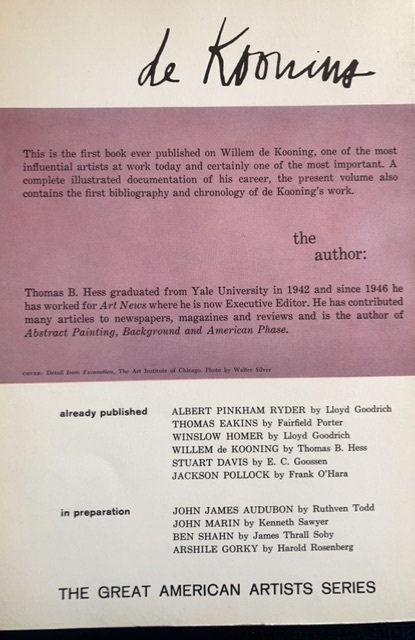 de Kooning
This is the first book ever published on Willem de Kooning, one of the most
influential artists at work today and certainly one of the most important. A
complete illustrated documentation of his career, the present volume also
contains the first bibliography and chronology of de Kooning's work.
the
author:
Thomas B. Hess graduated from Yale University in 1942 and since 1946 he
has worked for Art News where he is now Executive Editor. He has contributed
many articles to newspapers, magazines and reviews and is the author of
Abstract Painting, Background and American Phase.
COVER: Detail from Excavation, The Art Institute of Chicago. Photo by Walter Silver
already published
ALBERT PINKHAM RYDER by Lloyd Goodrich
THOMAS EAKINS by Fairfield Porter
WINSLOW HOMER by Lloyd Goodrich
WILLEM de KOONING by Thomas B. Hess
STUART DAVIS by E. C. Goossen
JACKSON POLLOCK by Frank O'Hara
in preparation
JOHN JAMES AUDUBON by Ruthven Todd
JOHN MARIN by Kenneth Sawyer
BEN SHAHN by James Thrall Soby
ARSHILE GORKY by Harold Rosenberg
THE GREAT AMERICAN ARTISTS SERIES